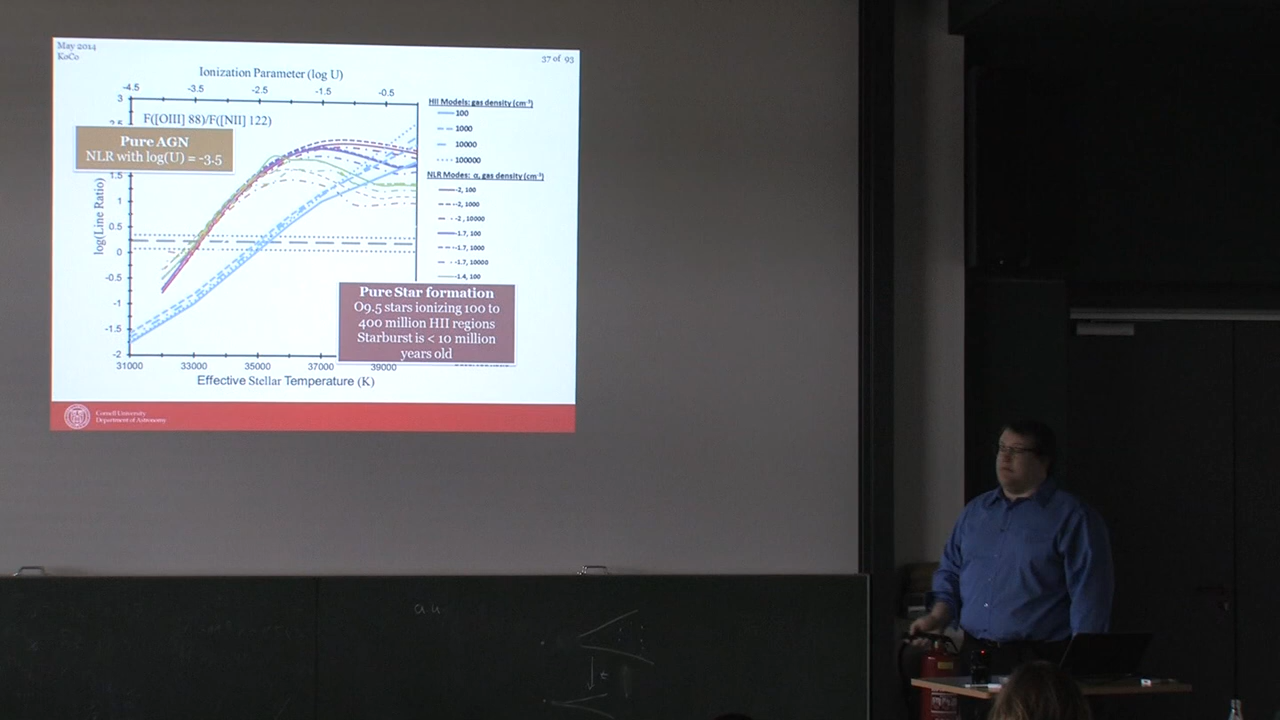 May 2014
KoCo
37 of 93
Ionization Parameter (log U)
-4.5 -3.5 -2.5 -1.5 -0.5
3
F([OIII] 88)/F([NII] 122)
Pure AGN
NLR with log(U) = -3.5
1.5
1
0.5
0
-0.5
-1
-1.5
-2
log(Line Ratio)
31000 33000 35000 37000 39000
Effective Stellar Temperature (K)
HII Models: gas density (cm⁻³)
100
1000
10000
100000
NLR Modes: α, gas density (cm⁻³)
-2, 100
-2, 1000
-2, 10000
-1.7, 100
-1.7, 1000
-1.7, 10000
-1.4, 100
Pure Star formation
O9.5 stars ionizing 100 to
400 million HII regions
Starburst is < 10 million
years old
Cornell University
Department of Astronomy